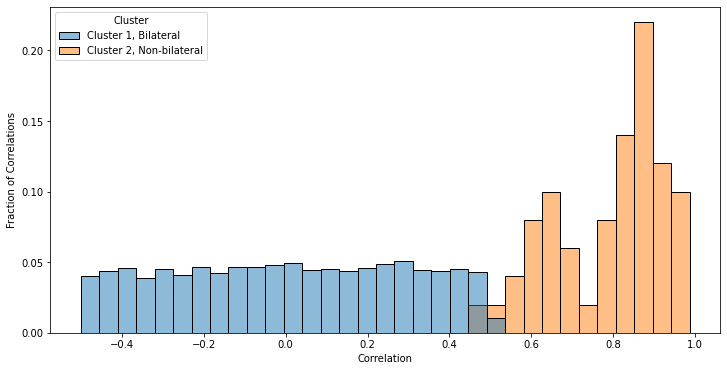 Cluster
Cluster 1, Bilateral
Cluster 2, Non-bilateral
Fraction of Correlations
0.20
0.15
0.10
0.05
0.00
−0.4 −0.2 0.0 0.2 0.4 0.6 0.8 1.0
Correlation